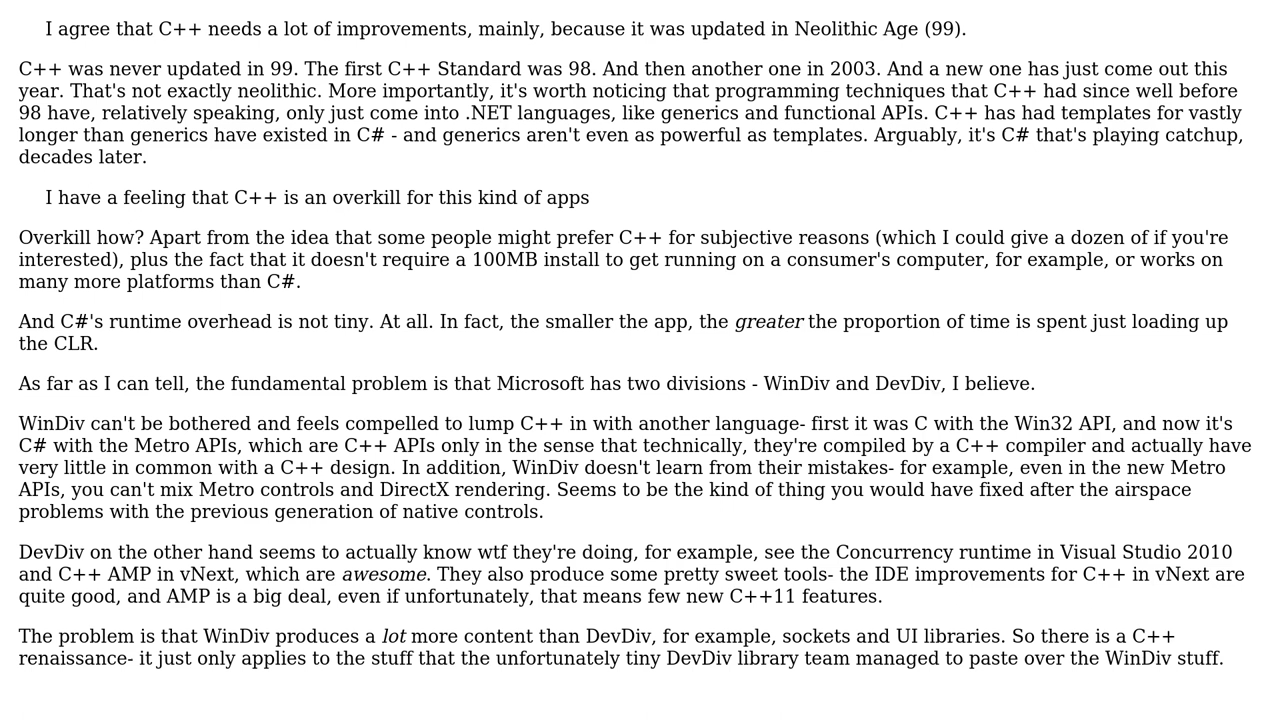 I agree that C++ needs a lot of improvements, mainly, because it was updated in Neolithic Age (99).
C++ was never updated in 99. The first C++ Standard was 98. And then another one in 2003. And a new one has just come out this
year. That's not exactly neolithic. More importantly, it's worth noticing that programming techniques that C++ had since well before
98 have, relatively speaking, only just come into .NET languages, like generics and functional APIs. C++ has had templates for vastly
longer than generics have existed in C# - and generics aren't even as powerful as templates. Arguably, it's C# that's playing catchup,
decades later.
I have a feeling that C++ is an overkill for this kind of apps
Overkill how? Apart from the idea that some people might prefer C++ for subjective reasons (which I could give a dozen of if you're
interested), plus the fact that it doesn't require a 100MB install to get running on a consumer's computer, for example, or works on
many more platforms than C#.
And C#'s runtime overhead is not tiny. At all. In fact, the smaller the app, the greater the proportion of time is spent just loading up
the CLR.
As far as I can tell, the fundamental problem is that Microsoft has two divisions - WinDiv and DevDiv, I believe.
WinDiv can't be bothered and feels compelled to lump C++ in with another language- first it was C with the Win32 API, and now it's
C# with the Metro APIs, which are C++ APIs only in the sense that technically, they're compiled by a C++ compiler and actually have
very little in common with a C++ design. In addition, WinDiv doesn't learn from their mistakes- for example, even in the new Metro
APIs, you can't mix Metro controls and DirectX rendering. Seems to be the kind of thing you would have fixed after the airspace
problems with the previous generation of native controls.
DevDiv on the other hand seems to actually know wtf they're doing, for example, see the Concurrency runtime in Visual Studio 2010
and C++ AMP in vNext, which are awesome. They also produce some pretty sweet tools- the IDE improvements for C++ in vNext are
quite good, and AMP is a big deal, even if unfortunately, that means few new C++11 features.
The problem is that WinDiv produces a lot more content than DevDiv, for example, sockets and UI libraries. So there is a C++
renaissance- it just only applies to the stuff that the unfortunately tiny DevDiv library team managed to paste over the WinDiv stuff.